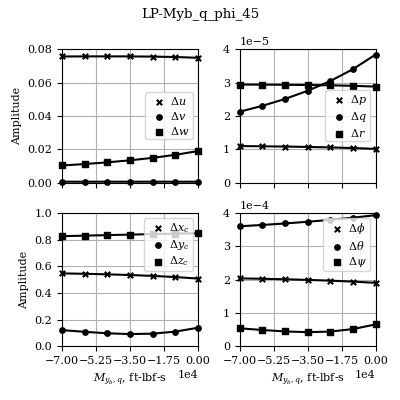 LP-Myb_q_phi_45
1e−5
Amplitude
0.08
0.06
0.04
0.02
0.00
Δu
Δv
Δw
4
3
2
1
0
Δp
Δq
Δr
1e−4
Amplitude
1.0
0.8
0.6
0.4
0.2
0.0
Δx_c
Δy_c
Δz_c
4
3
2
1
0
Δϕ
Δθ
Δψ
−7.00 −5.25 −3.50 −1.75 0.00
1e4
M_{y_b, q}, ft-lbf-s
−7.00 −5.25 −3.50 −1.75 0.00
1e4
M_{y_b, q}, ft-lbf-s